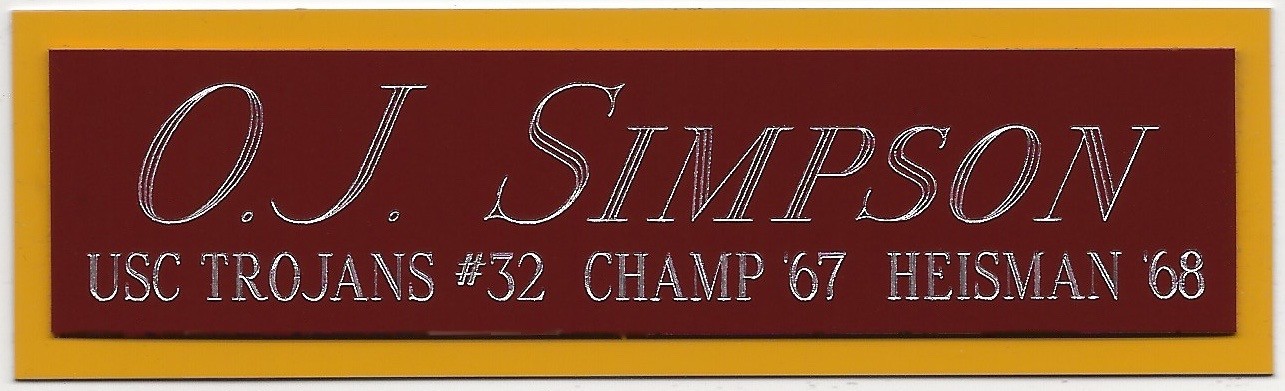 O.J. SIMPSON
USC TROJANS #32 CHAMP '67 HEISMAN '68